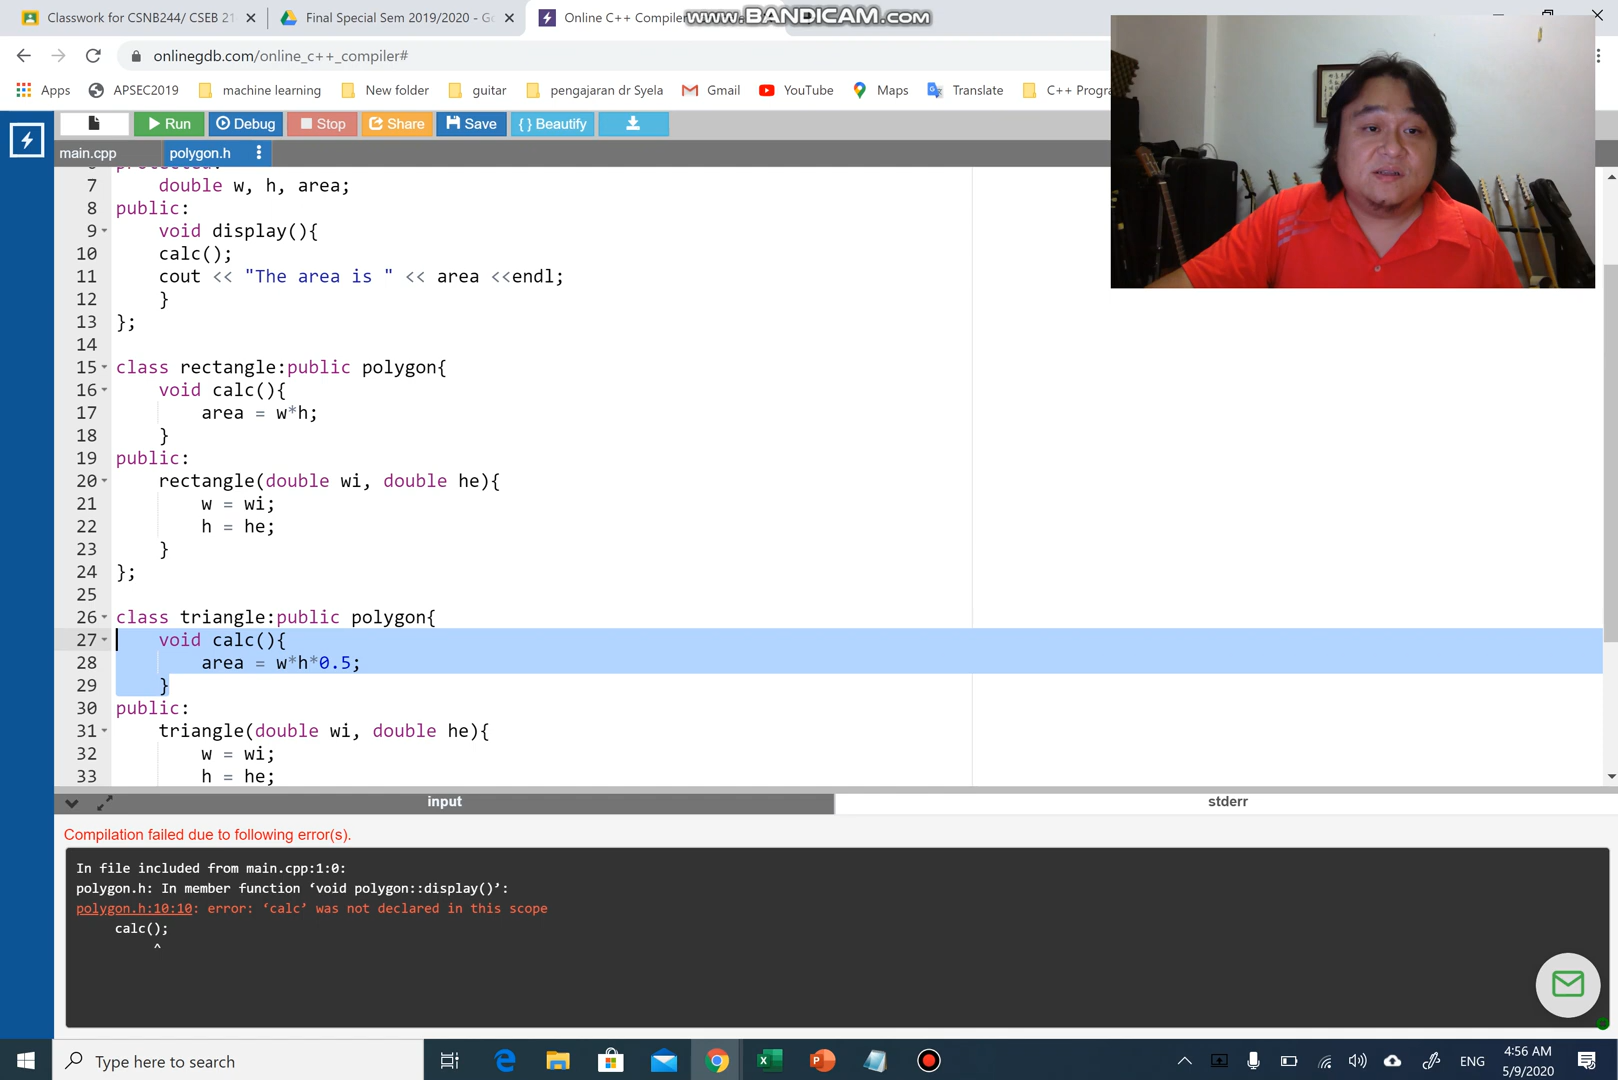 Classwork for CSNB244/ CSEB 21
Final Special Sem 2019/2020 - Go
Online C++ Compiler
www.BANDICAM.com
onlinegdb.com/online_c++_compiler#
Apps
APSEC2019
machine learning
New folder
guitar
pengajaran dr Syela
Gmail
YouTube
Maps
Translate
C++ Progra
Run
Debug
Stop
Share
Save
{ } Beautify
main.cpp
polygon.h
7 double w, h, area;
8 public:
9 void display(){
10 calc();
11 cout << "The area is " << area <<endl;
12 }
13 };
14
15 class rectangle:public polygon{
16 void calc(){
17 area = w*h;
18 }
19 public:
20 rectangle(double wi, double he){
21 w = wi;
22 h = he;
23 }
24 };
25
26 class triangle:public polygon{
27 void calc(){
28 area = w*h*0.5;
29 }
30 public:
31 triangle(double wi, double he){
32 w = wi;
33 h = he;
input
stderr
Compilation failed due to following error(s).
In file included from main.cpp:1:0:
polygon.h: In member function ‘void polygon::display()’:
polygon.h:10:10: error: ‘calc’ was not declared in this scope
calc();
^
Type here to search
ENG
4:56 AM
5/9/2020